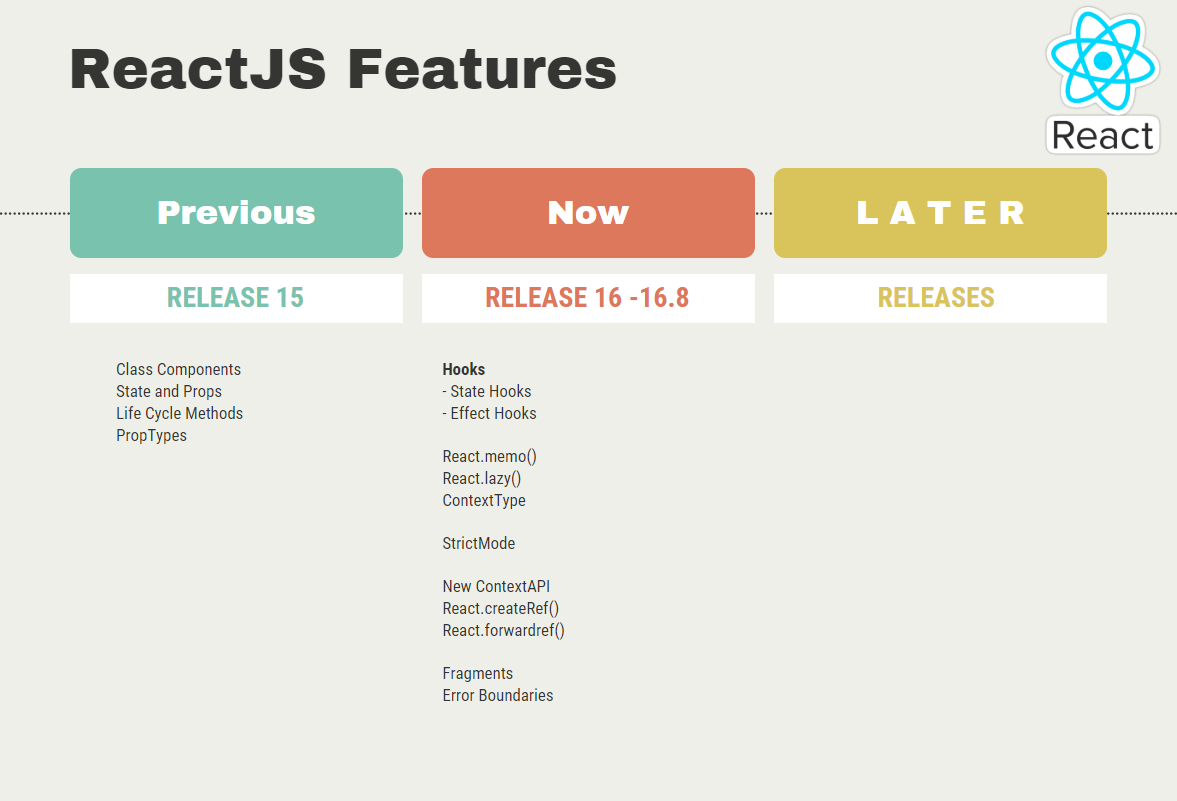 ReactJS Features
React
Previous
Now
LATER
RELEASE 15
RELEASE 16 -16.8
RELEASES
Class Components
State and Props
Life Cycle Methods
PropTypes
Hooks
- State Hooks
- Effect Hooks
React.memo()
React.lazy()
ContextType
StrictMode
New ContextAPI
React.createRef()
React.forwardref()
Fragments
Error Boundaries